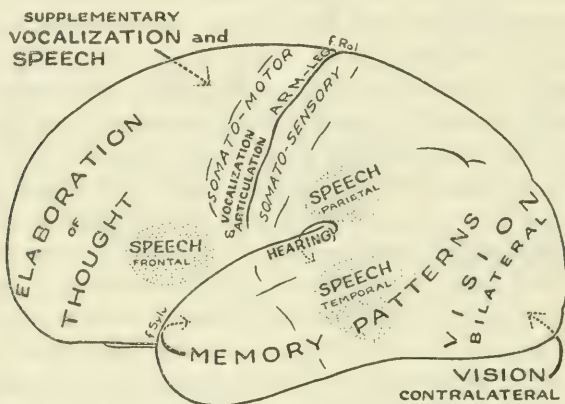 SUPPLEMENTARY
VOCALIZATION and
SPEECH
ELABORATION
OF
THOUGHT
SOMATO-MOTOR
VOCALIZATION
& ARTICULATION
ARM-LEG
f Rol
SOMATO-SENSORY
SPEECH
FRONTAL
SPEECH
PARIETAL
HEARING
SPEECH
TEMPORAL
f Sylv
MEMORY PATTERNS
VISION
BILATERAL
VISION
CONTRALATERAL